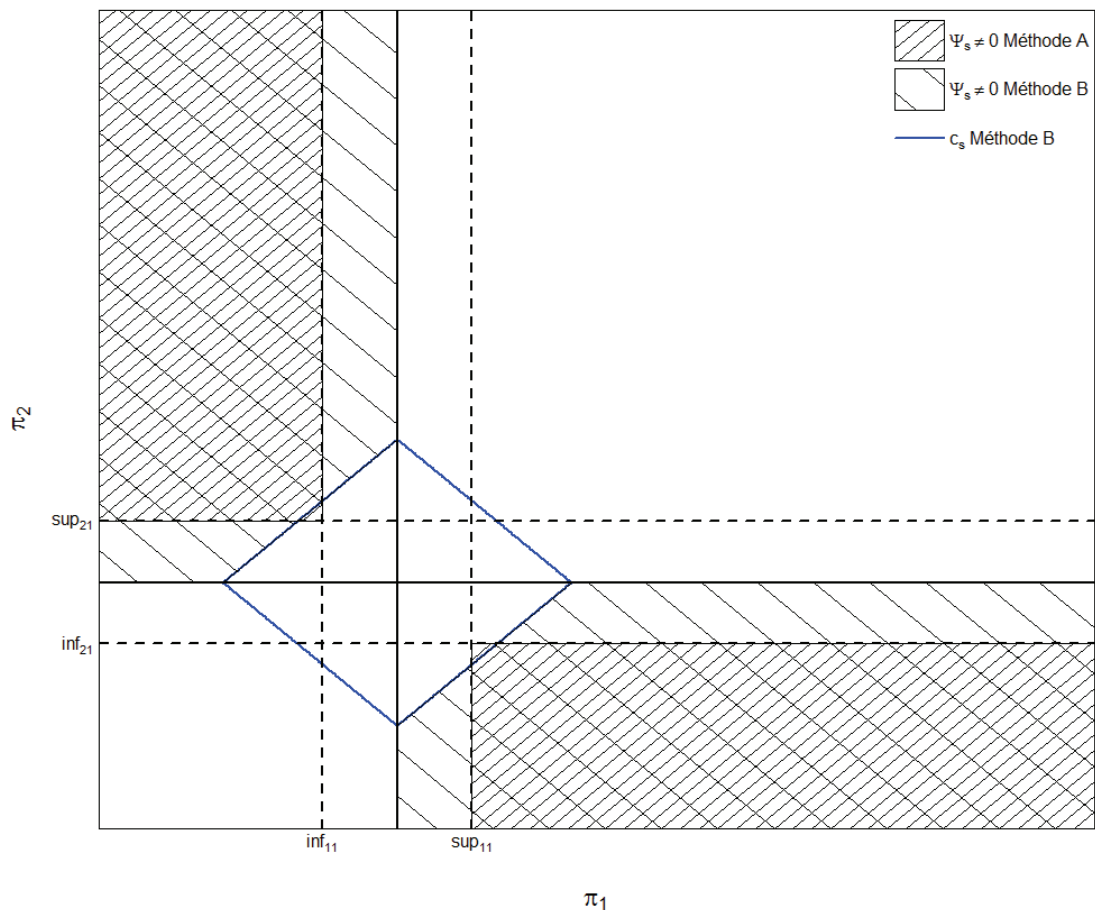 Ψs ≠ 0 Méthode A
Ψs ≠ 0 Méthode B
cs Méthode B
π2
sup21
inf21
inf11
sup11
π1